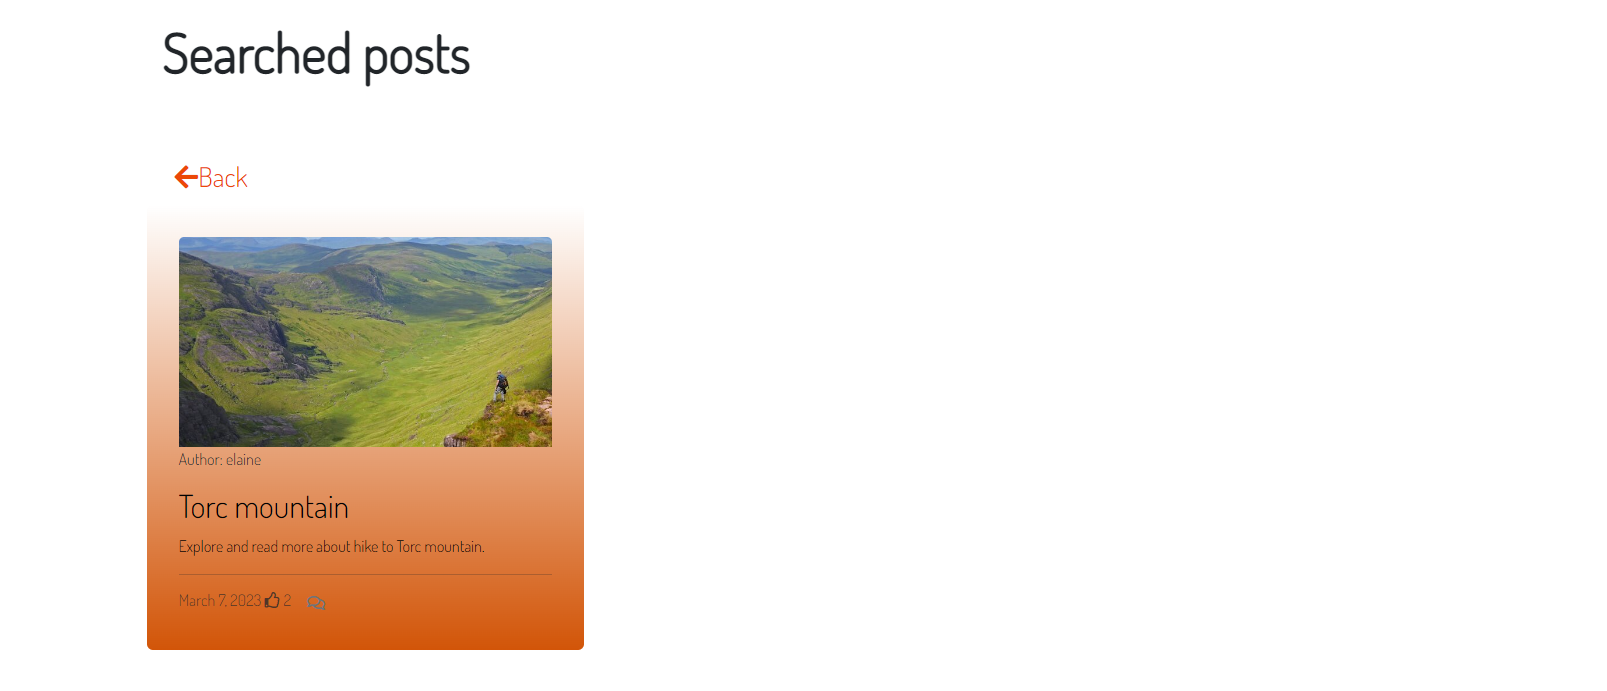 Searched posts
Back
Author: elaine
Torc mountain
Explore and read more about hike to Torc mountain.
March 7, 2023 2